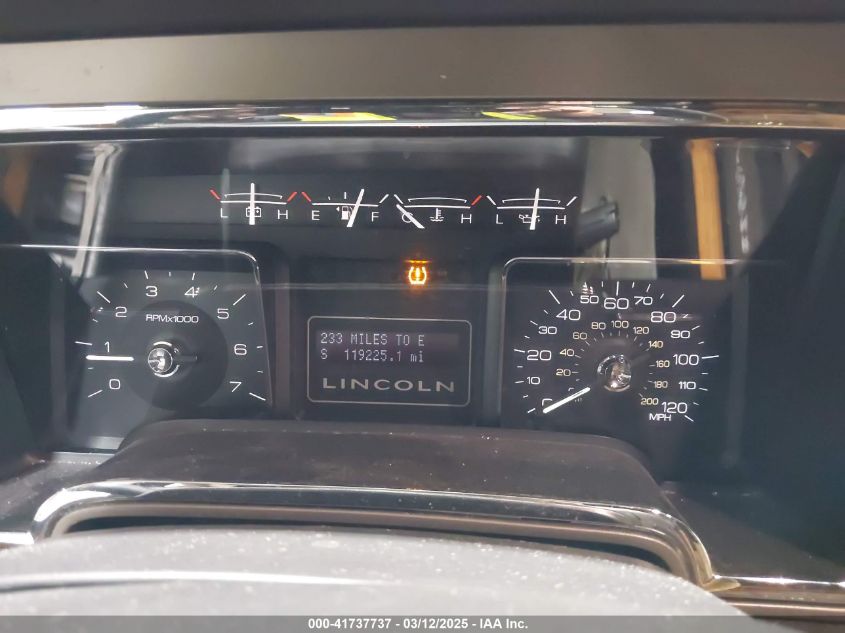 L H E F C H L H
0 1 2 3 4 5 6 7
RPMx1000
233 MILES TO E
S 119225.1 mi
LINCOLN
0 10 20 30 40 50 60 70 80 90 100 110 120
20 40 60 80 100 120 140 160 180 200
MPH
000-41737737 - 03/12/2025 - IAA Inc.